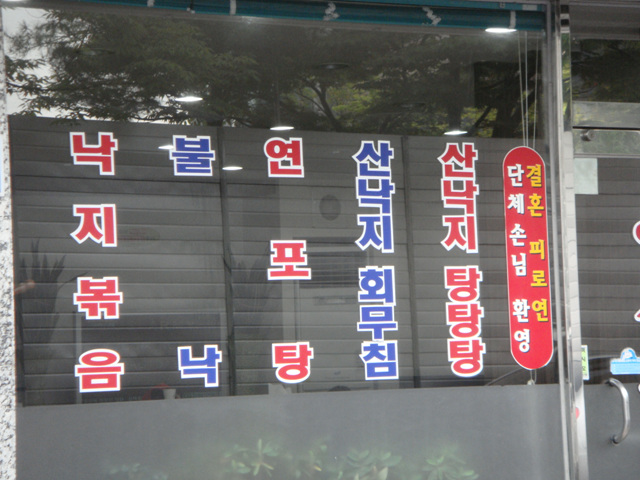 낙지볶음
불낙
연포탕
산낙지 회무침
산낙지 탕탕탕
결혼 피로연
단체 손님 환영